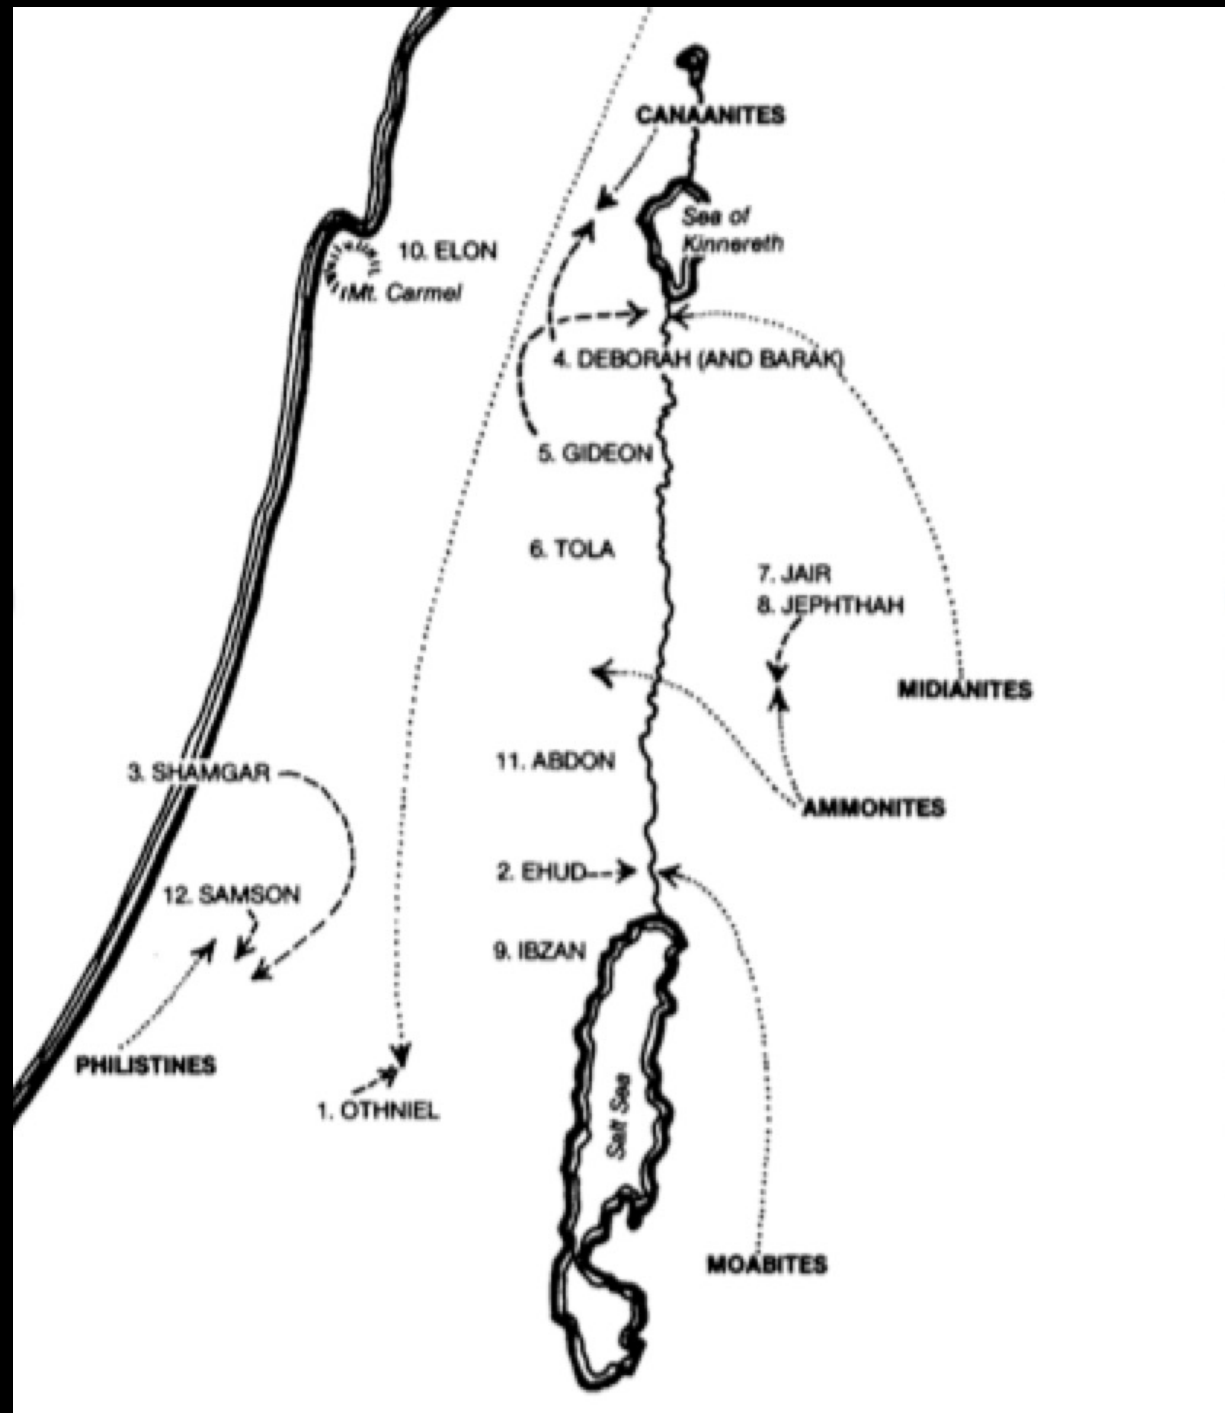 CANAANITES
Sea of
Kinnereth
10. ELON
Mt. Carmel
4. DEBORAH (AND BARAK)
5. GIDEON
6. TOLA
7. JAIR
8. JEPHTHAH
MIDIANITES
11. ABDON
3. SHAMGAR
AMMONITES
2. EHUD
12. SAMSON
9. IBZAN
PHILISTINES
1. OTHNIEL
Salt Sea
MOABITES